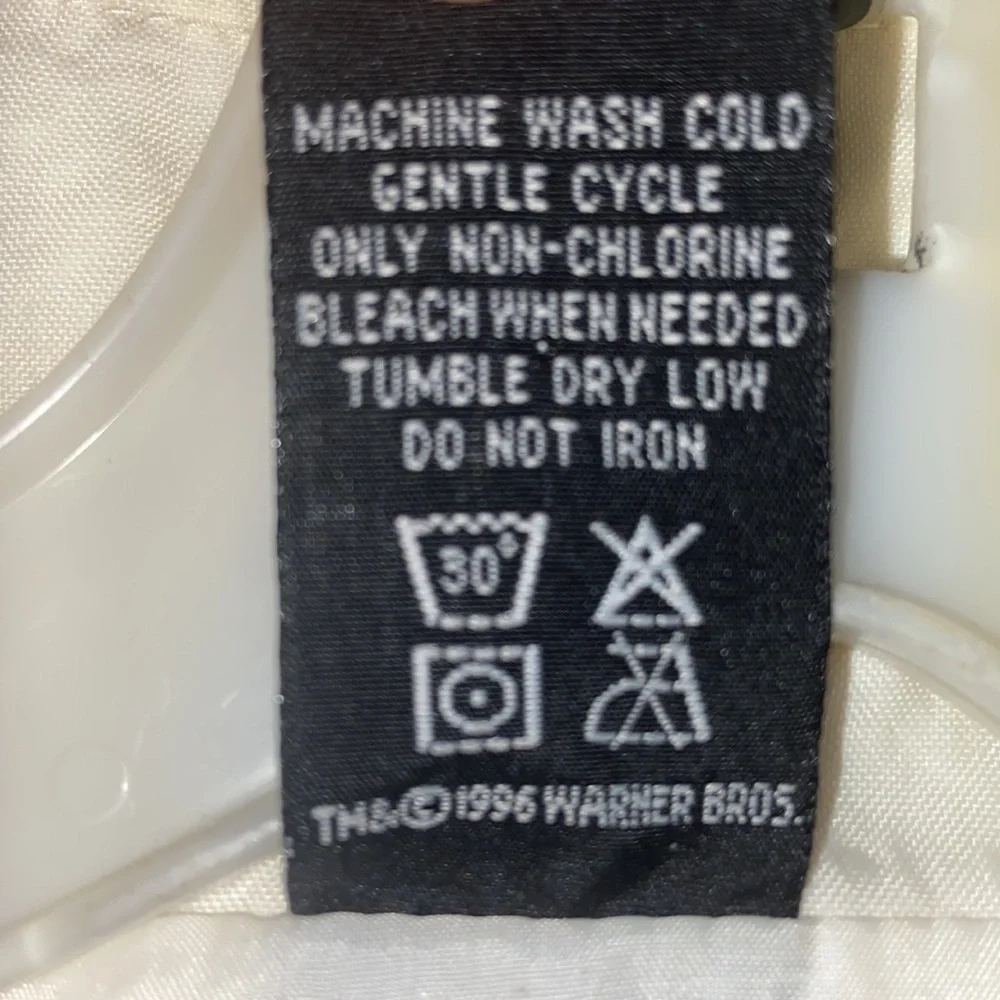 MACHINE WASH COLD
GENTLE CYCLE
ONLY NON-CHLORINE
BLEACH WHEN NEEDED
TUMBLE DRY LOW
DO NOT IRON
30°
TM&©1996 WARNER BROS.